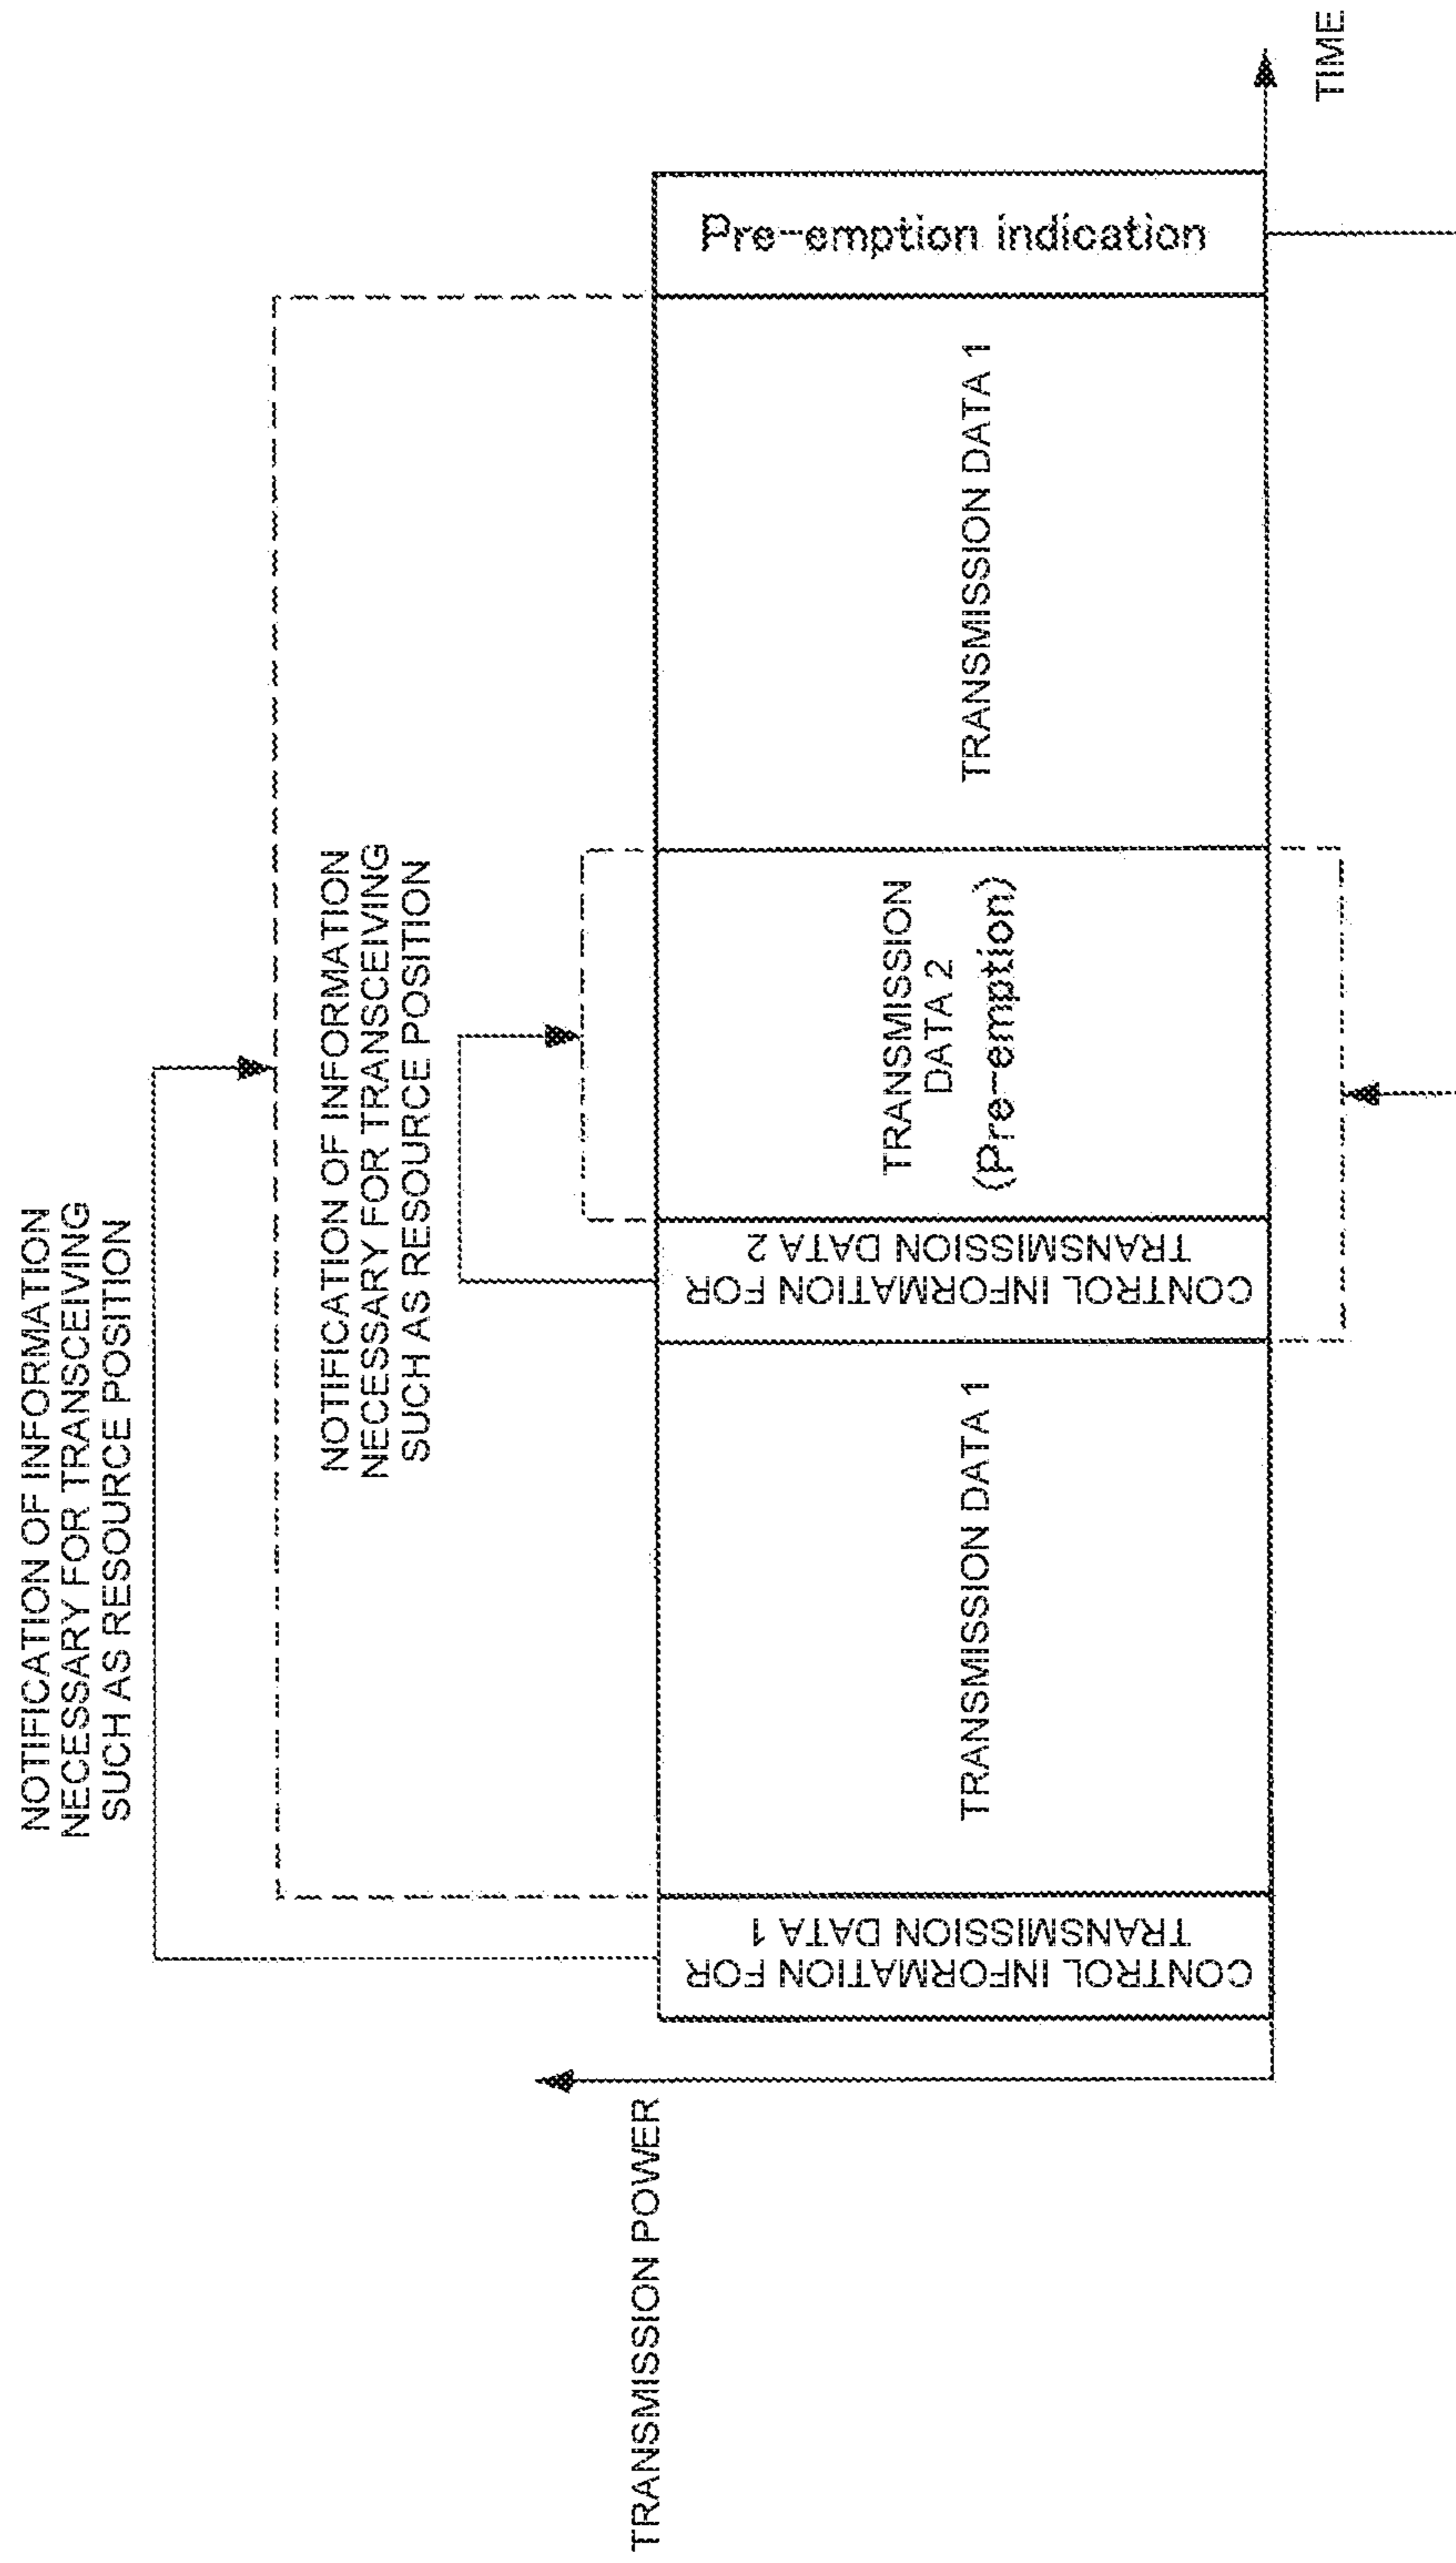 NOTIFICATION OF INFORMATION
NECESSARY FOR TRANSCEIVING
SUCH AS RESOURCE POSITION
NOTIFICATION OF INFORMATION
NECESSARY FOR TRANSCEIVING
SUCH AS RESOURCE POSITION
TRANSMISSION POWER
CONTROL INFORMATION FOR
TRANSMISSION DATA 1
TRANSMISSION DATA 1
CONTROL INFORMATION FOR
TRANSMISSION DATA 2
TRANSMISSION
DATA 2
(Pre-emption)
TRANSMISSION DATA 1
Pre-emption indication
TIME